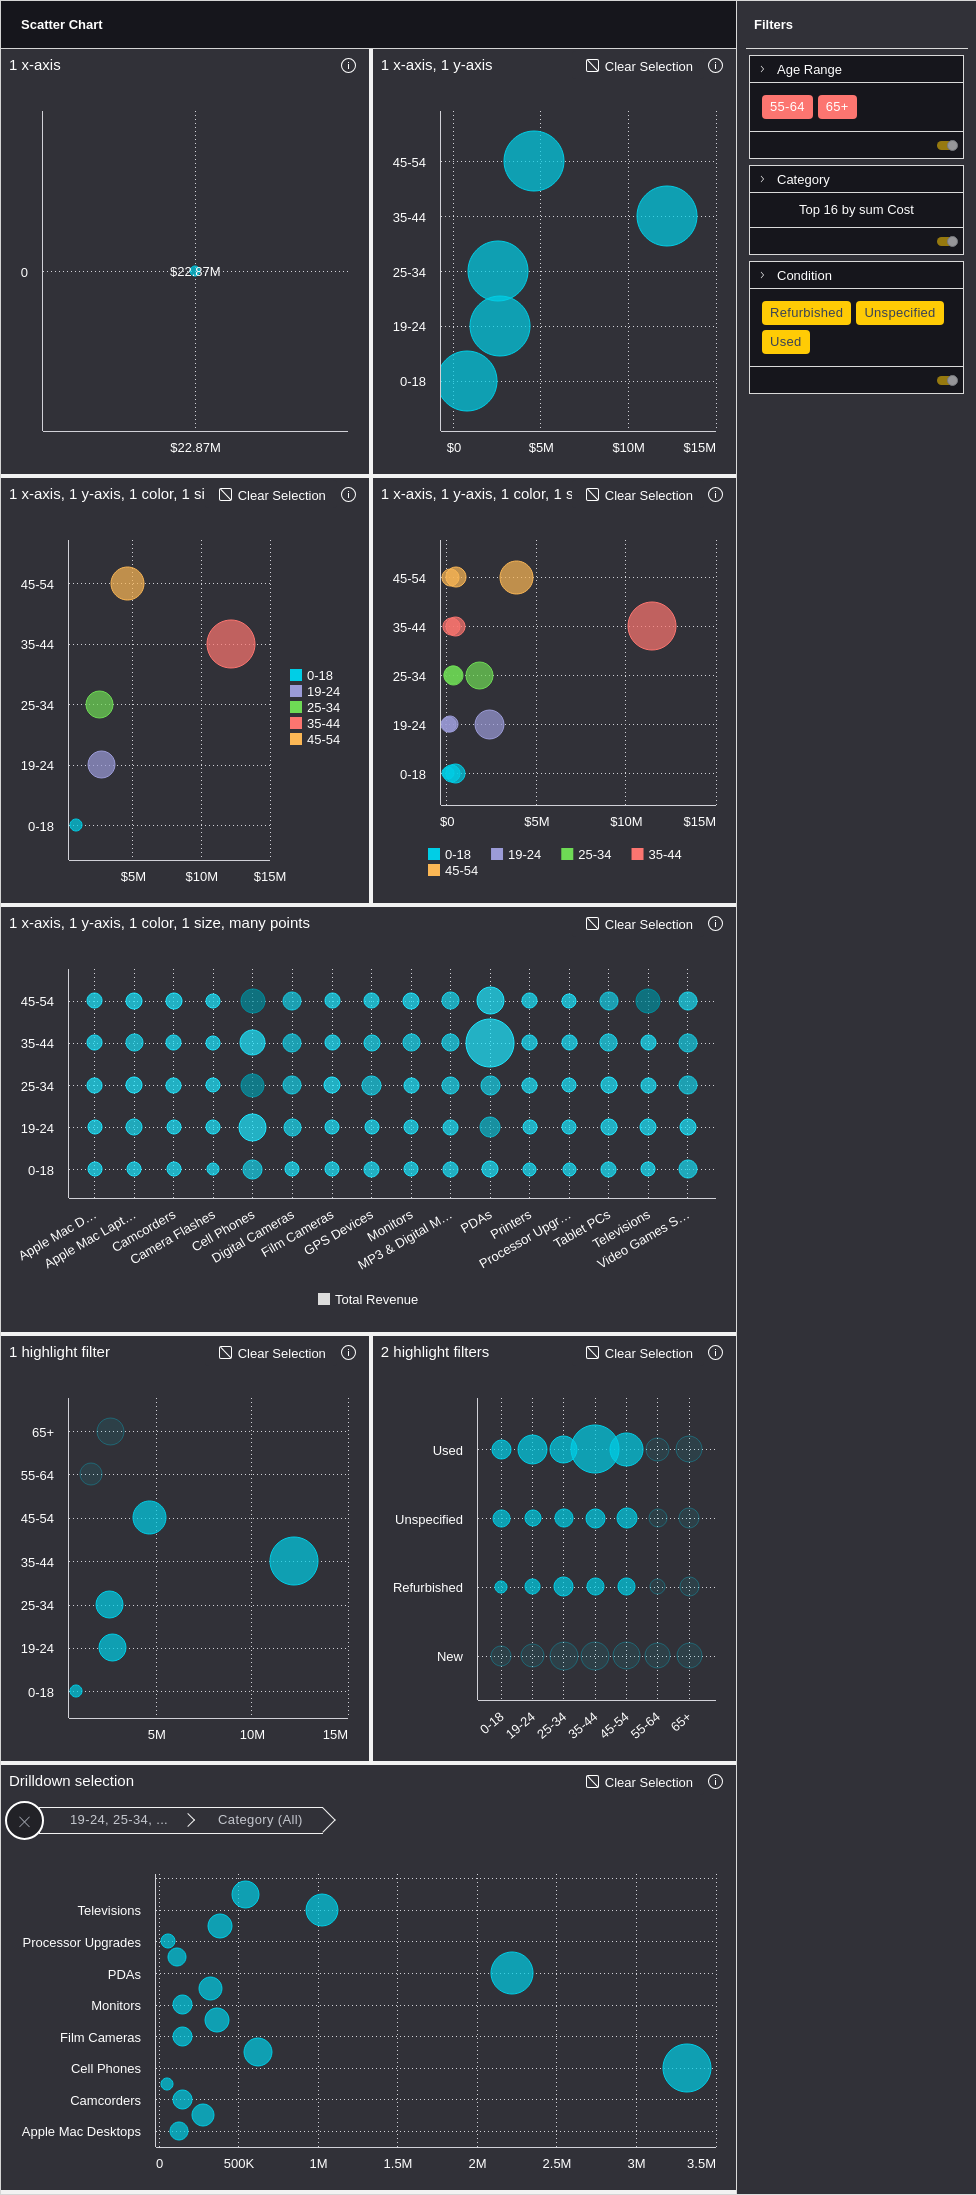 Scatter Chart
Filters
1 x-axis
0
$22.87M
$22.87M
1 x-axis, 1 y-axis
Clear Selection
45-54
35-44
25-34
19-24
0-18
$0 $5M $10M $15M
Age Range
55-64 65+
Category
Top 16 by sum Cost
Condition
Refurbished Unspecified
Used
1 x-axis, 1 y-axis, 1 color, 1 si
Clear Selection
45-54
35-44
25-34
19-24
0-18
$5M $10M $15M
0-18
19-24
25-34
35-44
45-54
1 x-axis, 1 y-axis, 1 color, 1 s
Clear Selection
45-54
35-44
25-34
19-24
0-18
$0 $5M $10M $15M
0-18 19-24 25-34 35-44
45-54
1 x-axis, 1 y-axis, 1 color, 1 size, many points
Clear Selection
45-54
35-44
25-34
19-24
0-18
Apple Mac D...
Apple Mac Lapt...
Camcorders
Camera Flashes
Cell Phones
Digital Cameras
Film Cameras
GPS Devices
Monitors
MP3 & Digital M...
PDAs
Printers
Processor Upgr...
Tablet PCs
Televisions
Video Games S...
Total Revenue
1 highlight filter
Clear Selection
65+
55-64
45-54
35-44
25-34
19-24
0-18
5M 10M 15M
2 highlight filters
Clear Selection
Used
Unspecified
Refurbished
New
0-18
19-24
25-34
35-44
45-54
55-64
65+
Drilldown selection
Clear Selection
19-24, 25-34, ... Category (All)
Televisions
Processor Upgrades
PDAs
Monitors
Film Cameras
Cell Phones
Camcorders
Apple Mac Desktops
0 500K 1M 1.5M 2M 2.5M 3M 3.5M